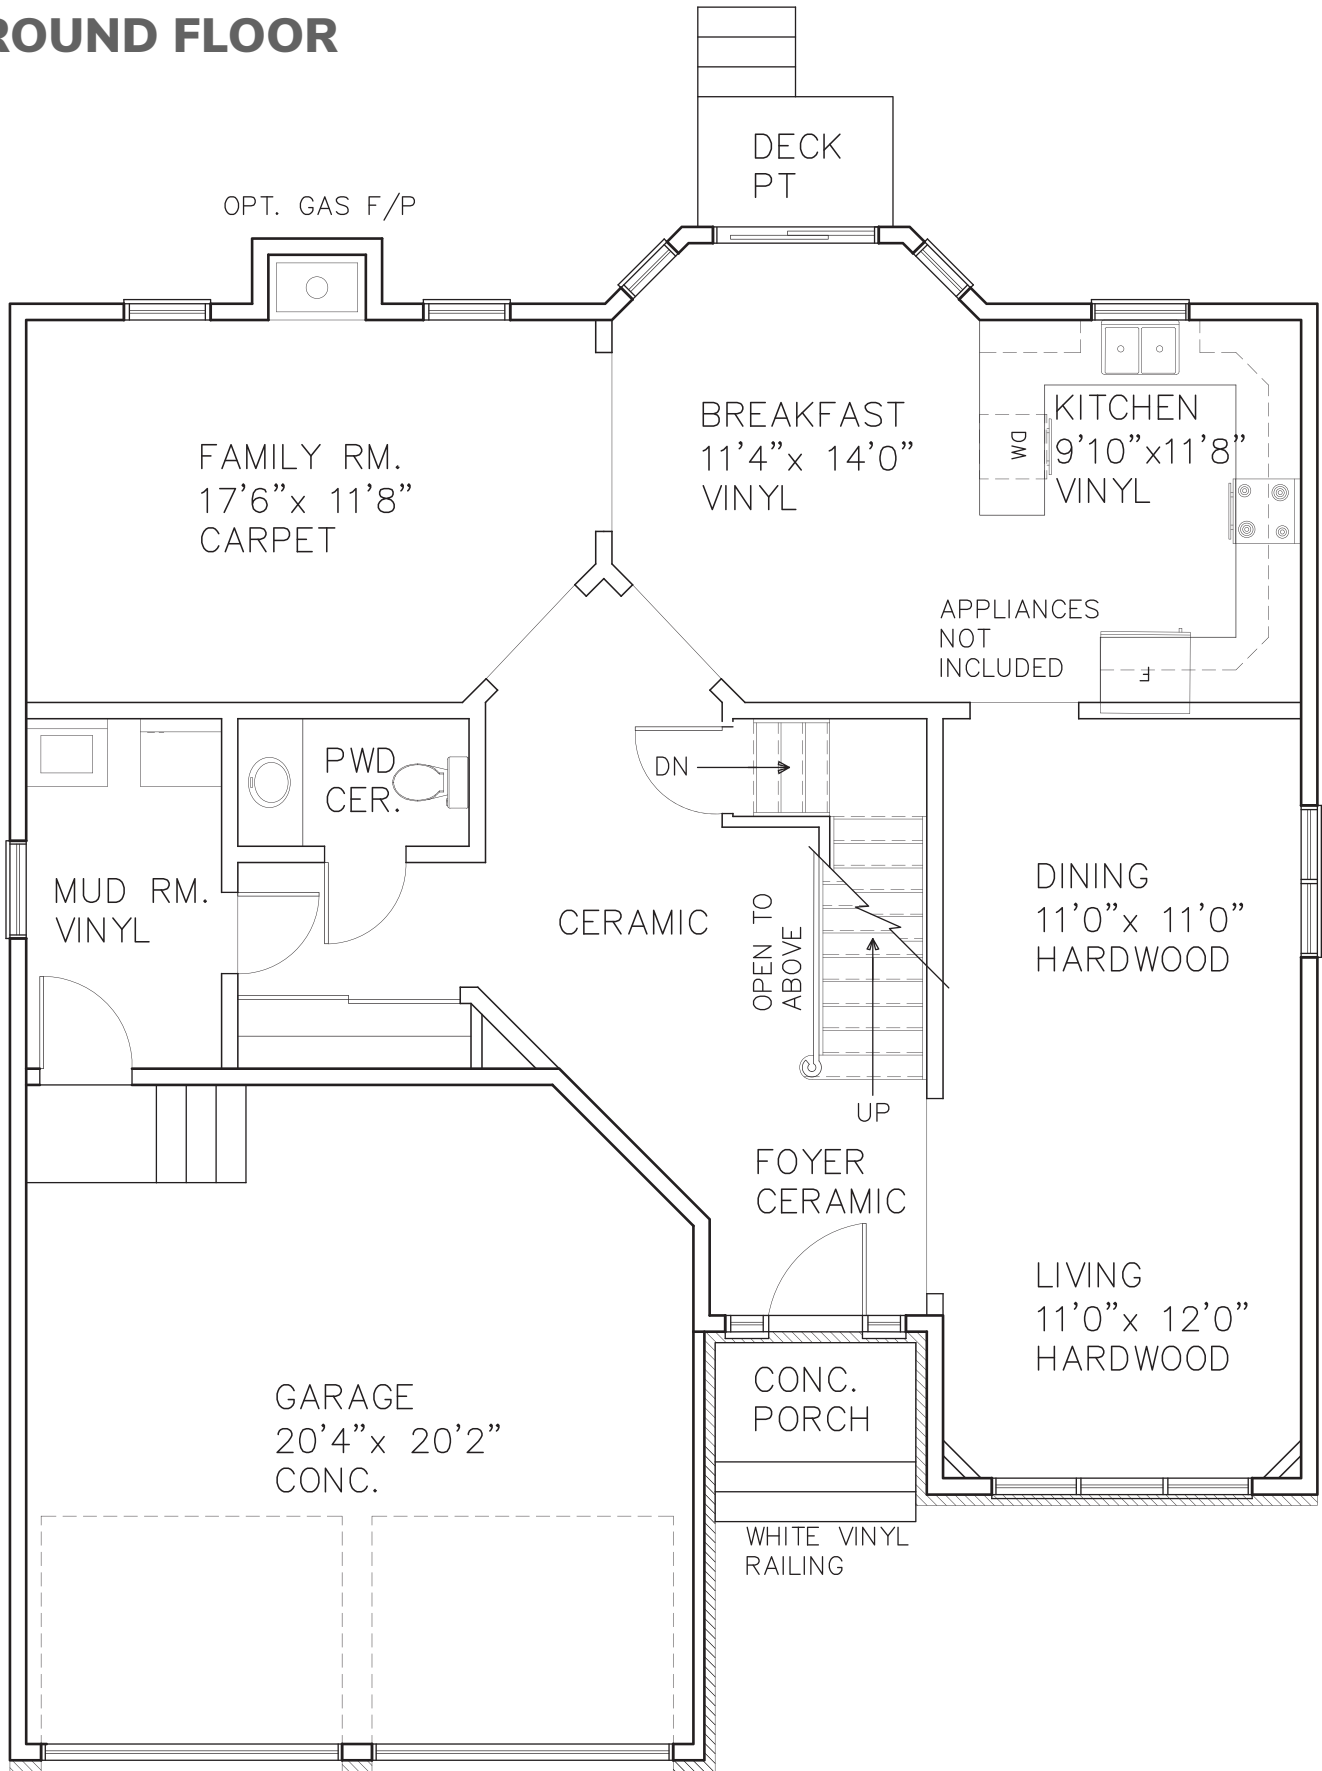 ROUND FLOOR
DECK
PT
OPT. GAS F/P
FAMILY RM.
17'6"x 11'8"
CARPET
BREAKFAST
11'4"x 14'0"
VINYL
KITCHEN
9'10"x11'8"
VINYL
DW
APPLIANCES
NOT
INCLUDED
F
PWD
CER.
DN
MUD RM.
VINYL
CERAMIC
OPEN TO
ABOVE
DINING
11'0"x 11'0"
HARDWOOD
UP
FOYER
CERAMIC
LIVING
11'0"x 12'0"
HARDWOOD
CONC.
PORCH
GARAGE
20'4"x 20'2"
CONC.
WHITE VINYL
RAILING